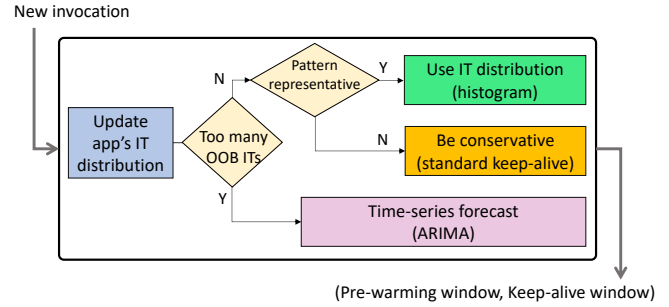 New invocation
Update
app's IT
distribution
Too many
OOB ITs
N
Y
Pattern
representative
Y
N
Use IT distribution
(histogram)
Be conservative
(standard keep-alive)
Time-series forecast
(ARIMA)
(Pre-warming window, Keep-alive window)